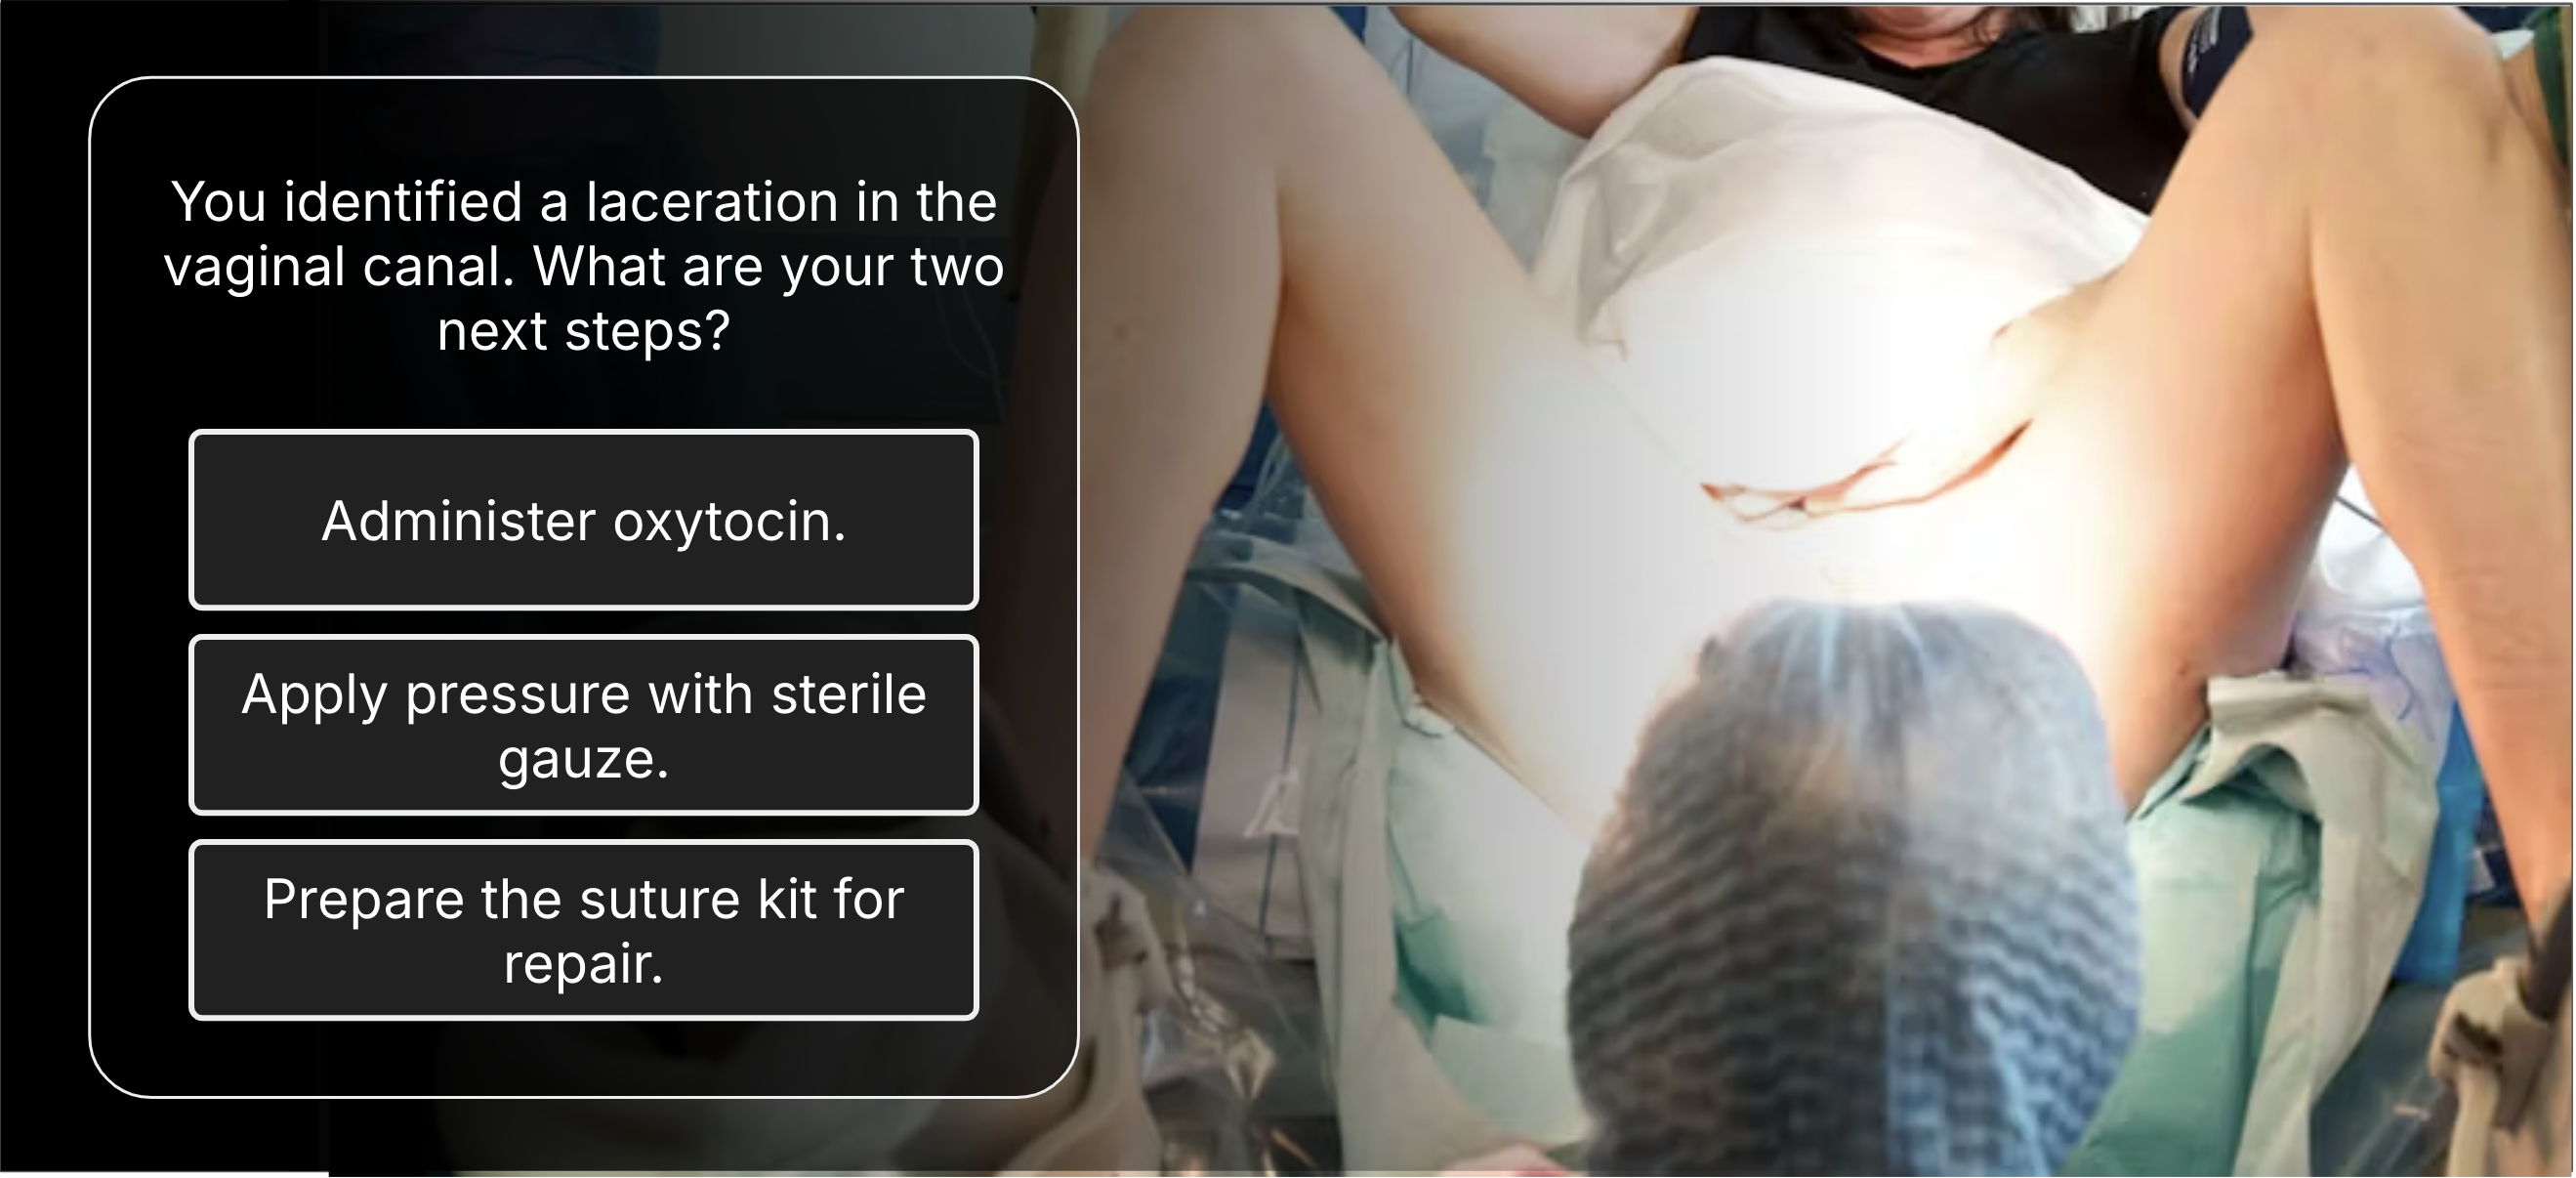 You identified a laceration in the
vaginal canal. What are your two
next steps?
Administer oxytocin.
Apply pressure with sterile
gauze.
Prepare the suture kit for
repair.